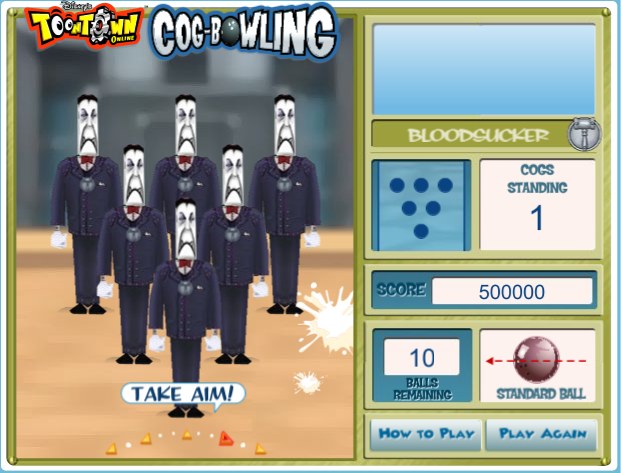 Disney's
TOONTOWN
ONLINE
COG-BOWLING
BLOODSUCKER
COGS
STANDING
1
SCORE
500000
10
BALLS
REMAINING
STANDARD BALL
TAKE AIM!
HOW TO PLAY
PLAY AGAIN